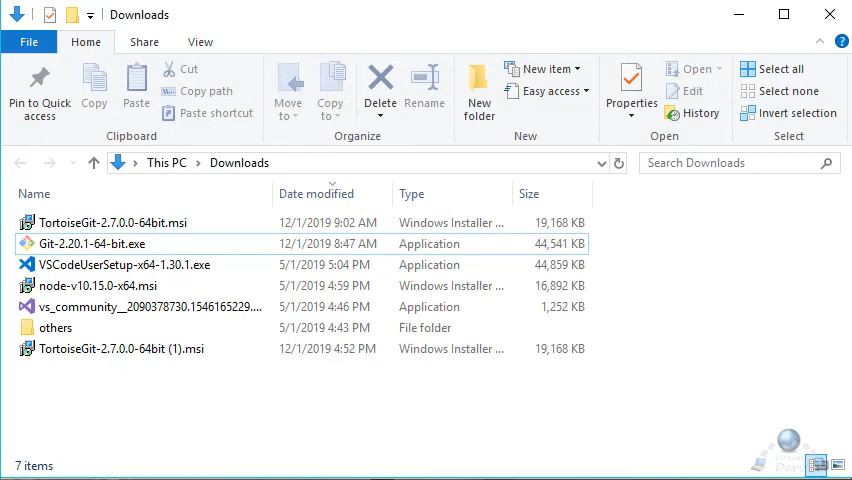 Downloads
File Home Share View
Pin to Quick access
Copy
Paste
Cut
Copy path
Paste shortcut
Clipboard
Move to
Copy to
Delete
Rename
Organize
New folder
New item
Easy access
New
Properties
Open
Edit
History
Open
Select all
Select none
Invert selection
Select
This PC > Downloads
Search Downloads
Name Date modified Type Size
TortoiseGit-2.7.0.0-64bit.msi 12/1/2019 9:02 AM Windows Installer ... 19,168 KB
Git-2.20.1-64-bit.exe 12/1/2019 8:47 AM Application 44,541 KB
VSCodeUserSetup-x64-1.30.1.exe 5/1/2019 5:04 PM Application 44,859 KB
node-v10.15.0-x64.msi 5/1/2019 4:59 PM Windows Installer ... 16,892 KB
vs_community__2090378730.1546165229.... 5/1/2019 4:46 PM Application 1,252 KB
others 5/1/2019 4:43 PM File folder
TortoiseGit-2.7.0.0-64bit (1).msi 12/1/2019 4:52 PM Windows Installer ... 19,168 KB
7 items